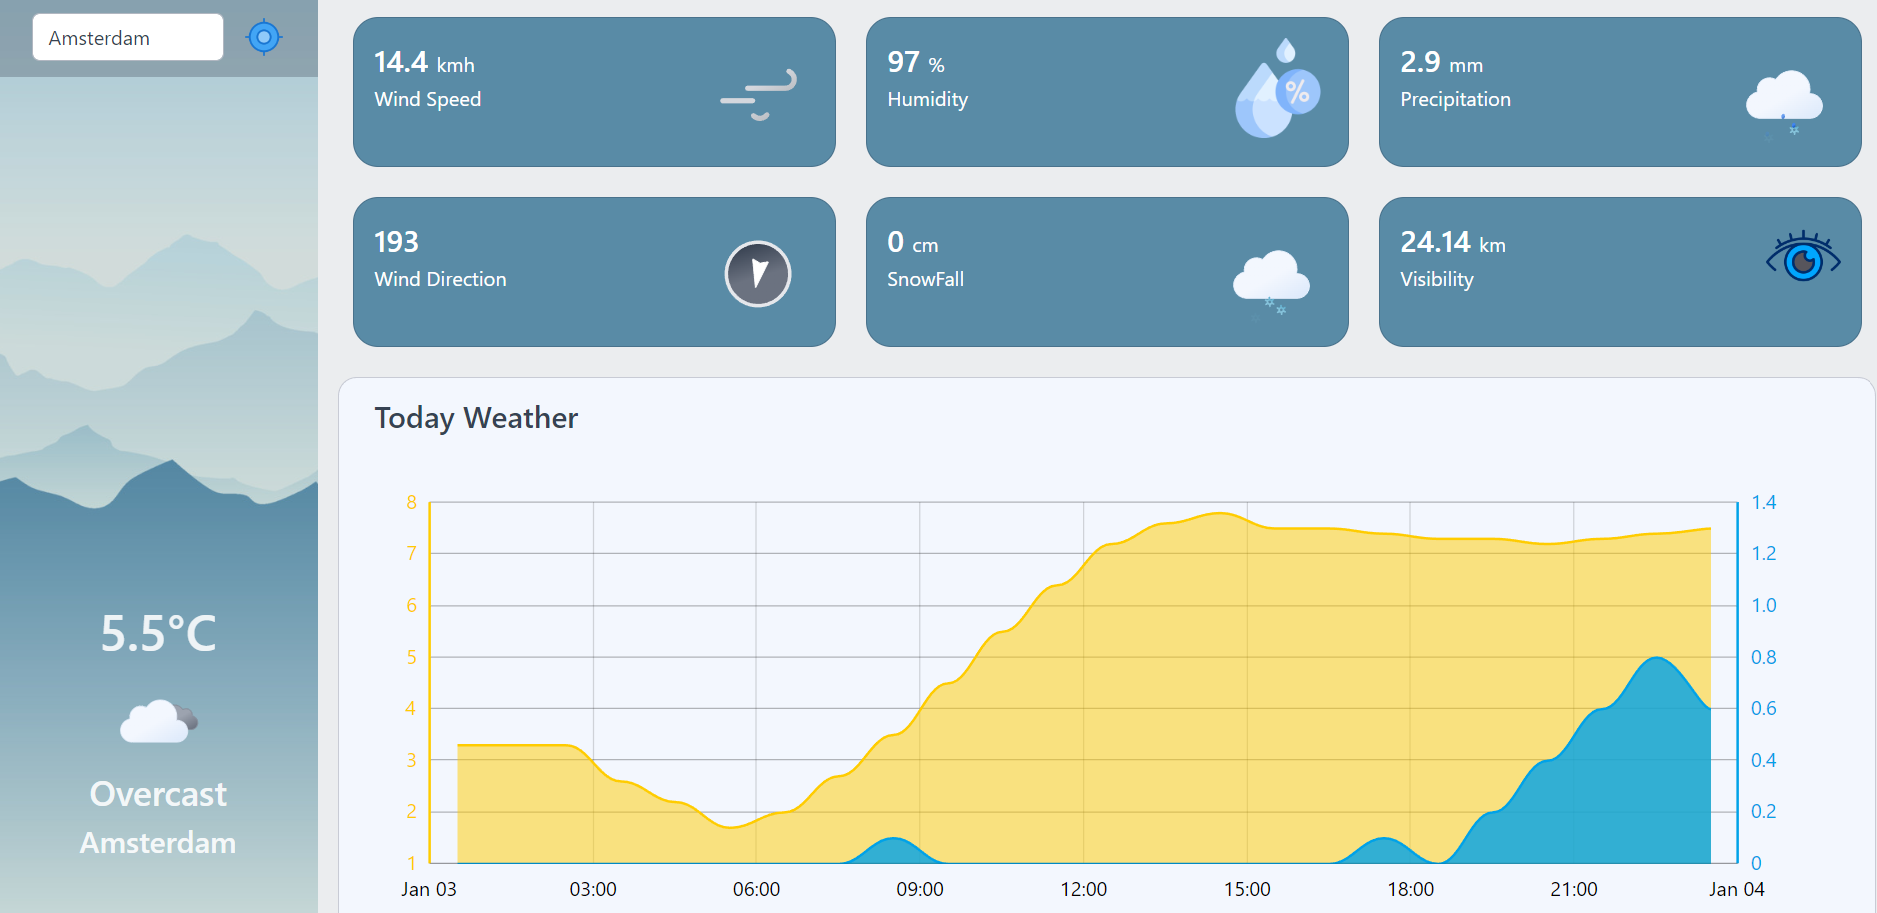 Amsterdam
5.5°C
Overcast
Amsterdam
14.4 kmh
Wind Speed
97 %
%
Humidity
2.9 mm
Precipitation
193
Wind Direction
0 cm
SnowFall
24.14 km
Visibility
Today Weather
8
7
6
5
4
3
2
1
1.4
1.2
1.0
0.8
0.6
0.4
0.2
0
Jan 03 03:00 06:00 09:00 12:00 15:00 18:00 21:00 Jan 04